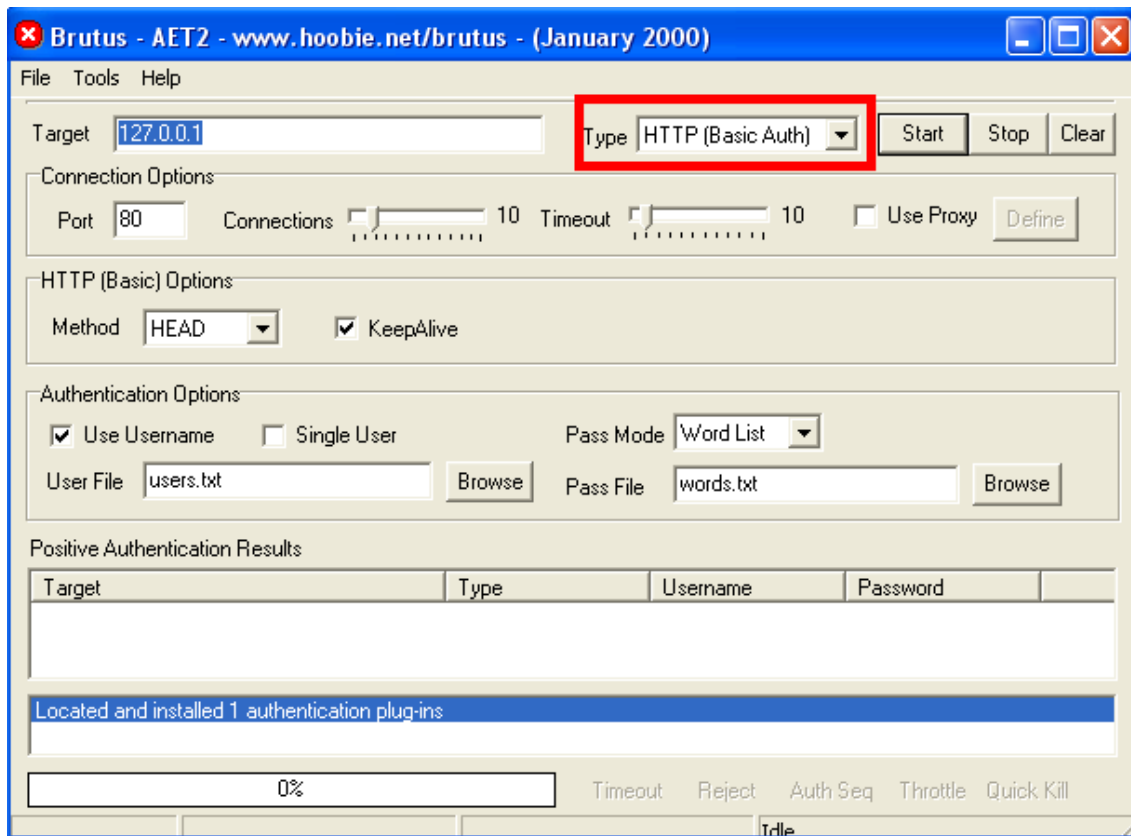 Brutus - AET2 - www.hoobie.net/brutus - (January 2000)
File Tools Help
Target 127.0.0.1 Type HTTP (Basic Auth) Start Stop Clear
Connection Options
Port 80 Connections 10 Timeout 10 Use Proxy Define
HTTP (Basic) Options
Method HEAD KeepAlive
Authentication Options
Use Username Single User Pass Mode Word List
User File users.txt Browse Pass File words.txt Browse
Positive Authentication Results
Target Type Username Password
Located and installed 1 authentication plug-ins
0% Timeout Reject Auth Seq Throttle Quick Kill
Idle